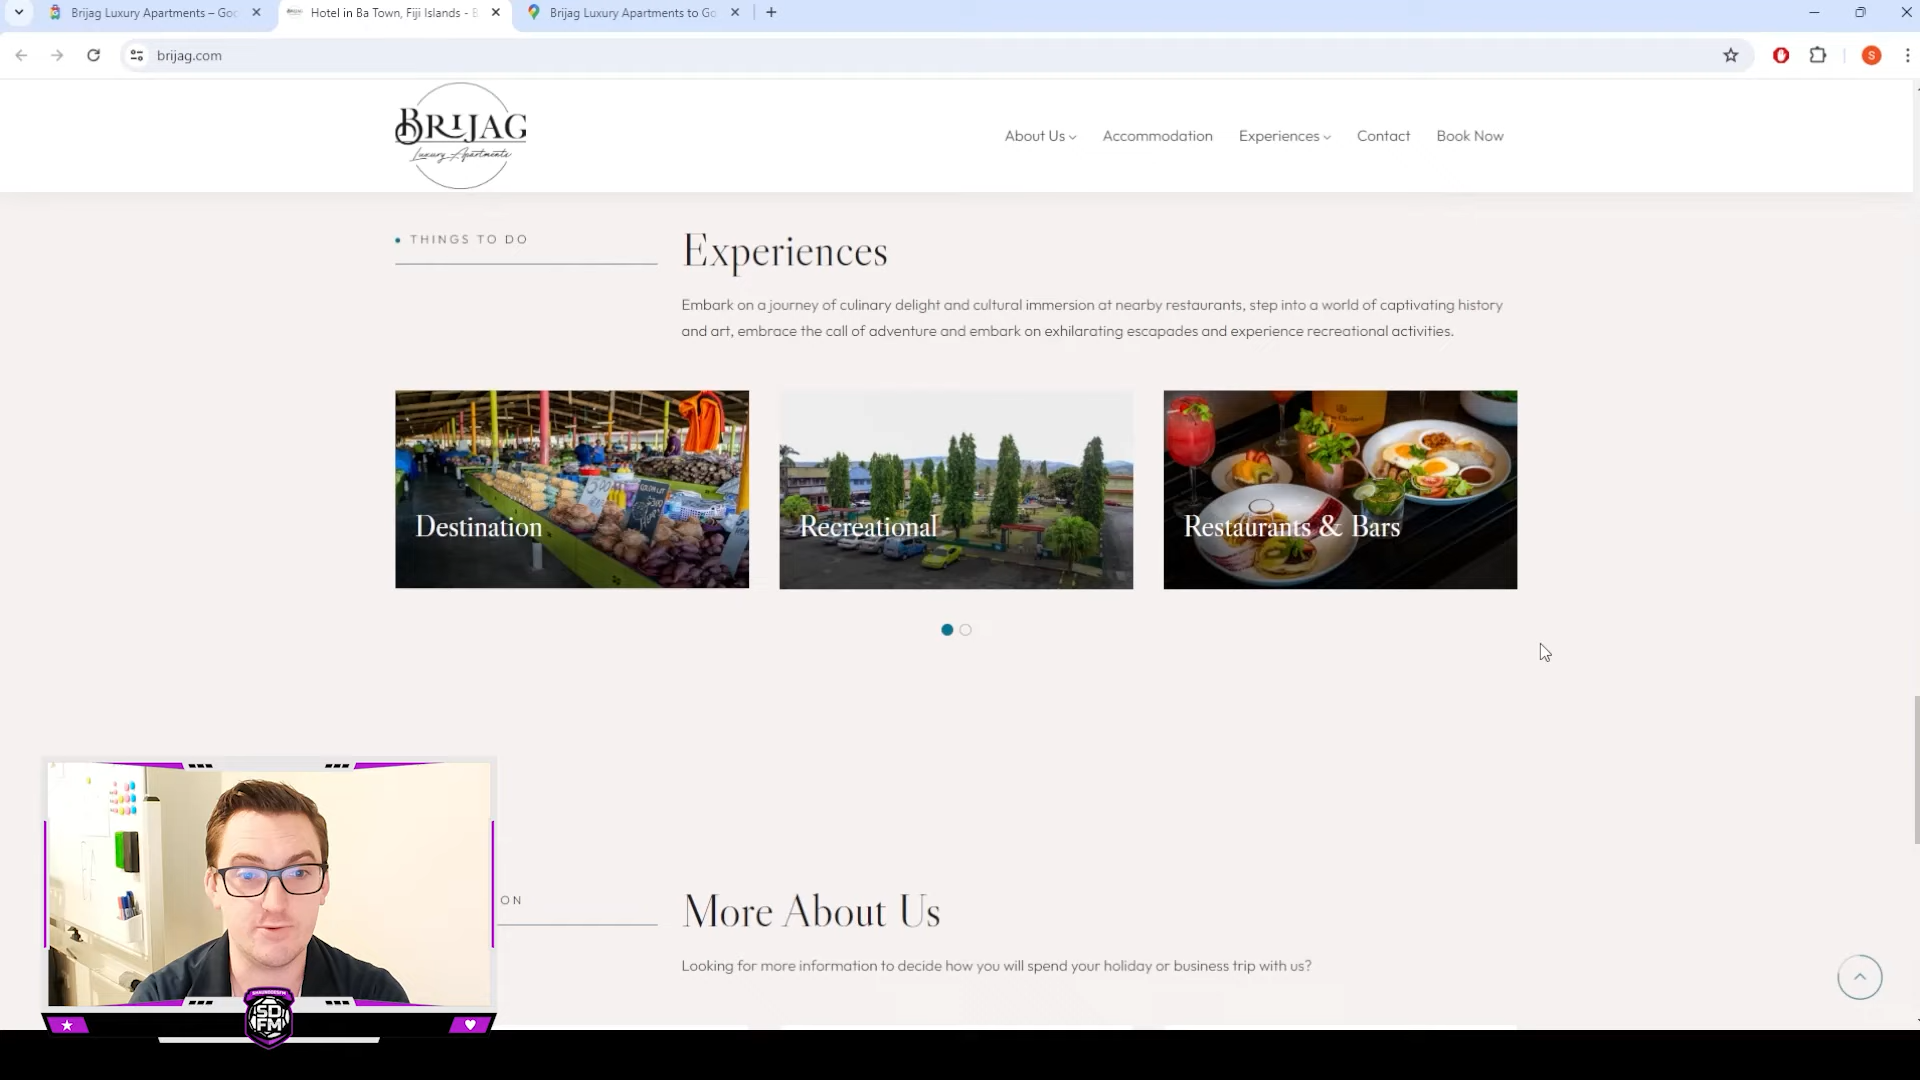 Brijag Luxury Apartments – Goo
Hotel in Ba Town, Fiji Islands - B
Brijag Luxury Apartments to Go
brijag.com
S
BRIJAG
Luxury Apartments
About Us
Accommodation
Experiences
Contact
Book Now
THINGS TO DO
Experiences
Embark on a journey of culinary delight and cultural immersion at nearby restaurants, step into a world of captivating history
and art, embrace the call of adventure and embark on exhilarating escapades and experience recreational activities.
Destination
Recreational
Restaurants & Bars
ON
More About Us
Looking for more information to decide how you will spend your holiday or business trip with us?
SD
FM